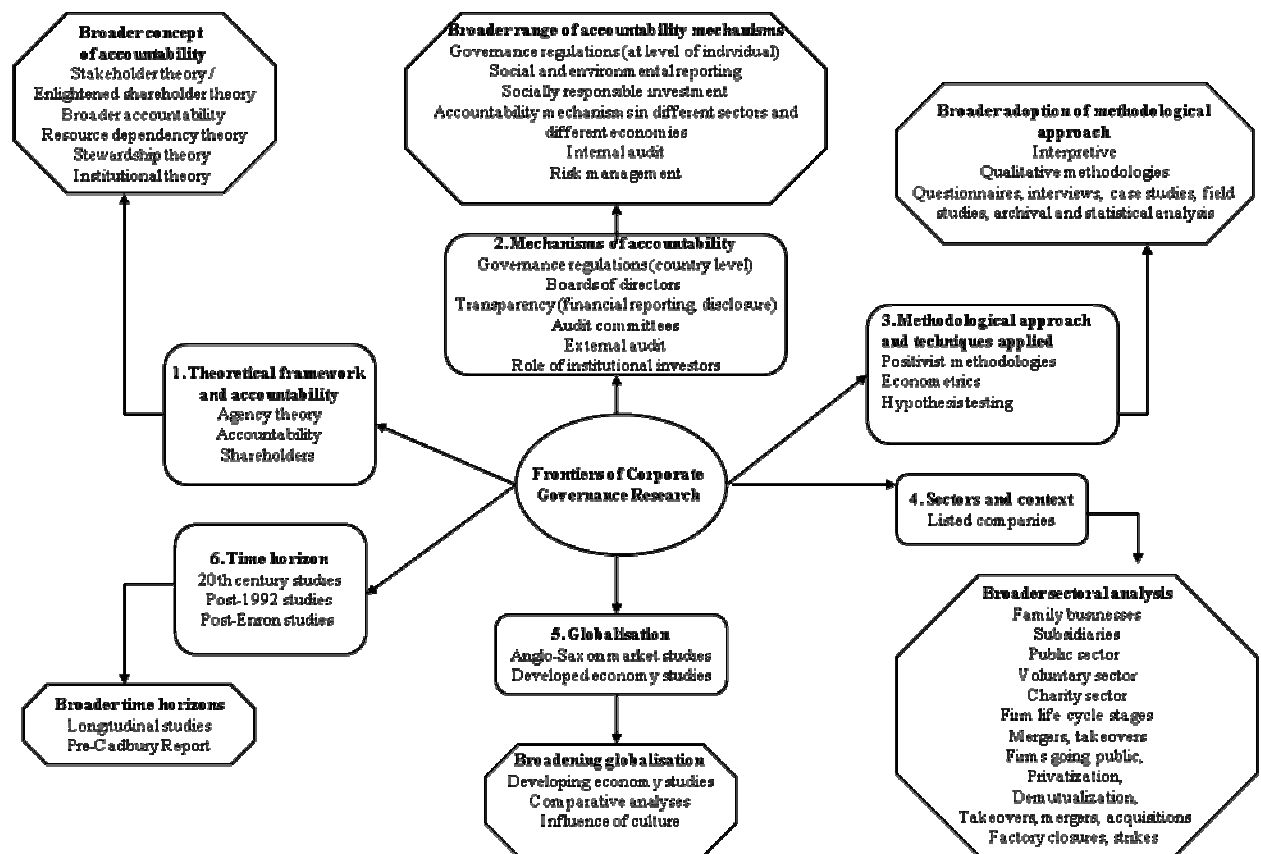 Broader concept
of accountability
Stakeholder theory /
Enlightened shareholder theory
Broader accountability
Resource dependency theory
Stewardship theory
Institutional theory
Broader range of accountability mechanisms
Governance regulations (at level of individual)
Social and environmental reporting
Socially responsible investment
Accountability mechanisms in different sectors and
different economies
Internal audit
Risk management
Broader adoption of methodological
approach
Interpretive
Qualitative methodologies
Questionnaires, interviews, case studies, field
studies, archival and statistical analysis
2. Mechanisms of accountability
Governance regulations (country level)
Boards of directors
Transparency (financial reporting, disclosure)
Audit committees
External audit
Role of institutional investors
3. Methodological approach
and techniques applied
Positivist methodologies
Econometrics
Hypothesis testing
1. Theoretical framework
and accountability
Agency theory
Accountability
Shareholders
Frontiers of Corporate
Governance Research
4. Sectors and context
Listed companies
6. Time horizon
20th century studies
Post-1992 studies
Post-Enron studies
5. Globalisation
Anglo-Saxon market studies
Developed economy studies
Broader sectoral analysis
Family businesses
Subsidiaries
Public sector
Voluntary sector
Charity sector
Firm life cycle stages
Mergers, takeovers
Firms going public,
Privatization,
Demutualization,
Takeovers, mergers, acquisitions
Factory closures, strikes
Broader time horizons
Longitudinal studies
Pre-Cadbury Report
Broadening globalisation
Developing economy studies
Comparative analyses
Influence of culture